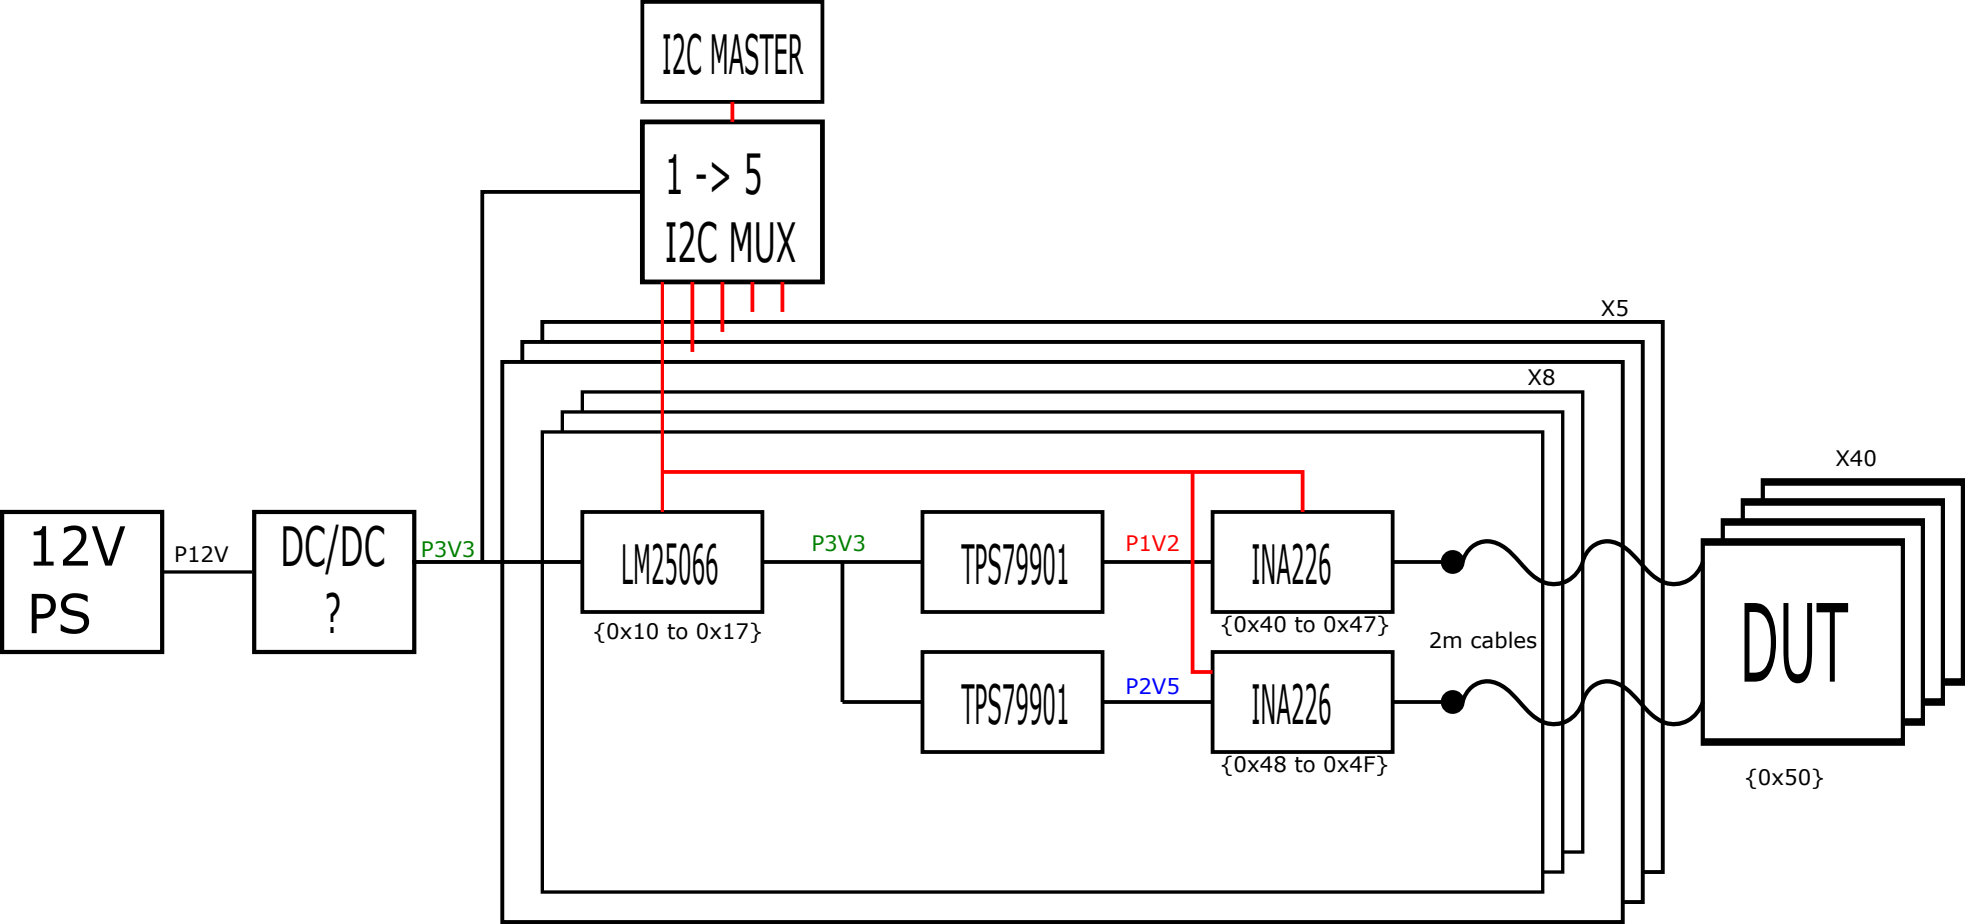 I2C MASTER
1 -> 5
I2C MUX
X5
X8
X40
12V
PS
P12V
DC/DC
?
P3V3
LM25066
{0x10 to 0x17}
P3V3
TPS79901
P1V2
INA226
{0x40 to 0x47}
2m cables
TPS79901
P2V5
INA226
{0x48 to 0x4F}
DUT
{0x50}